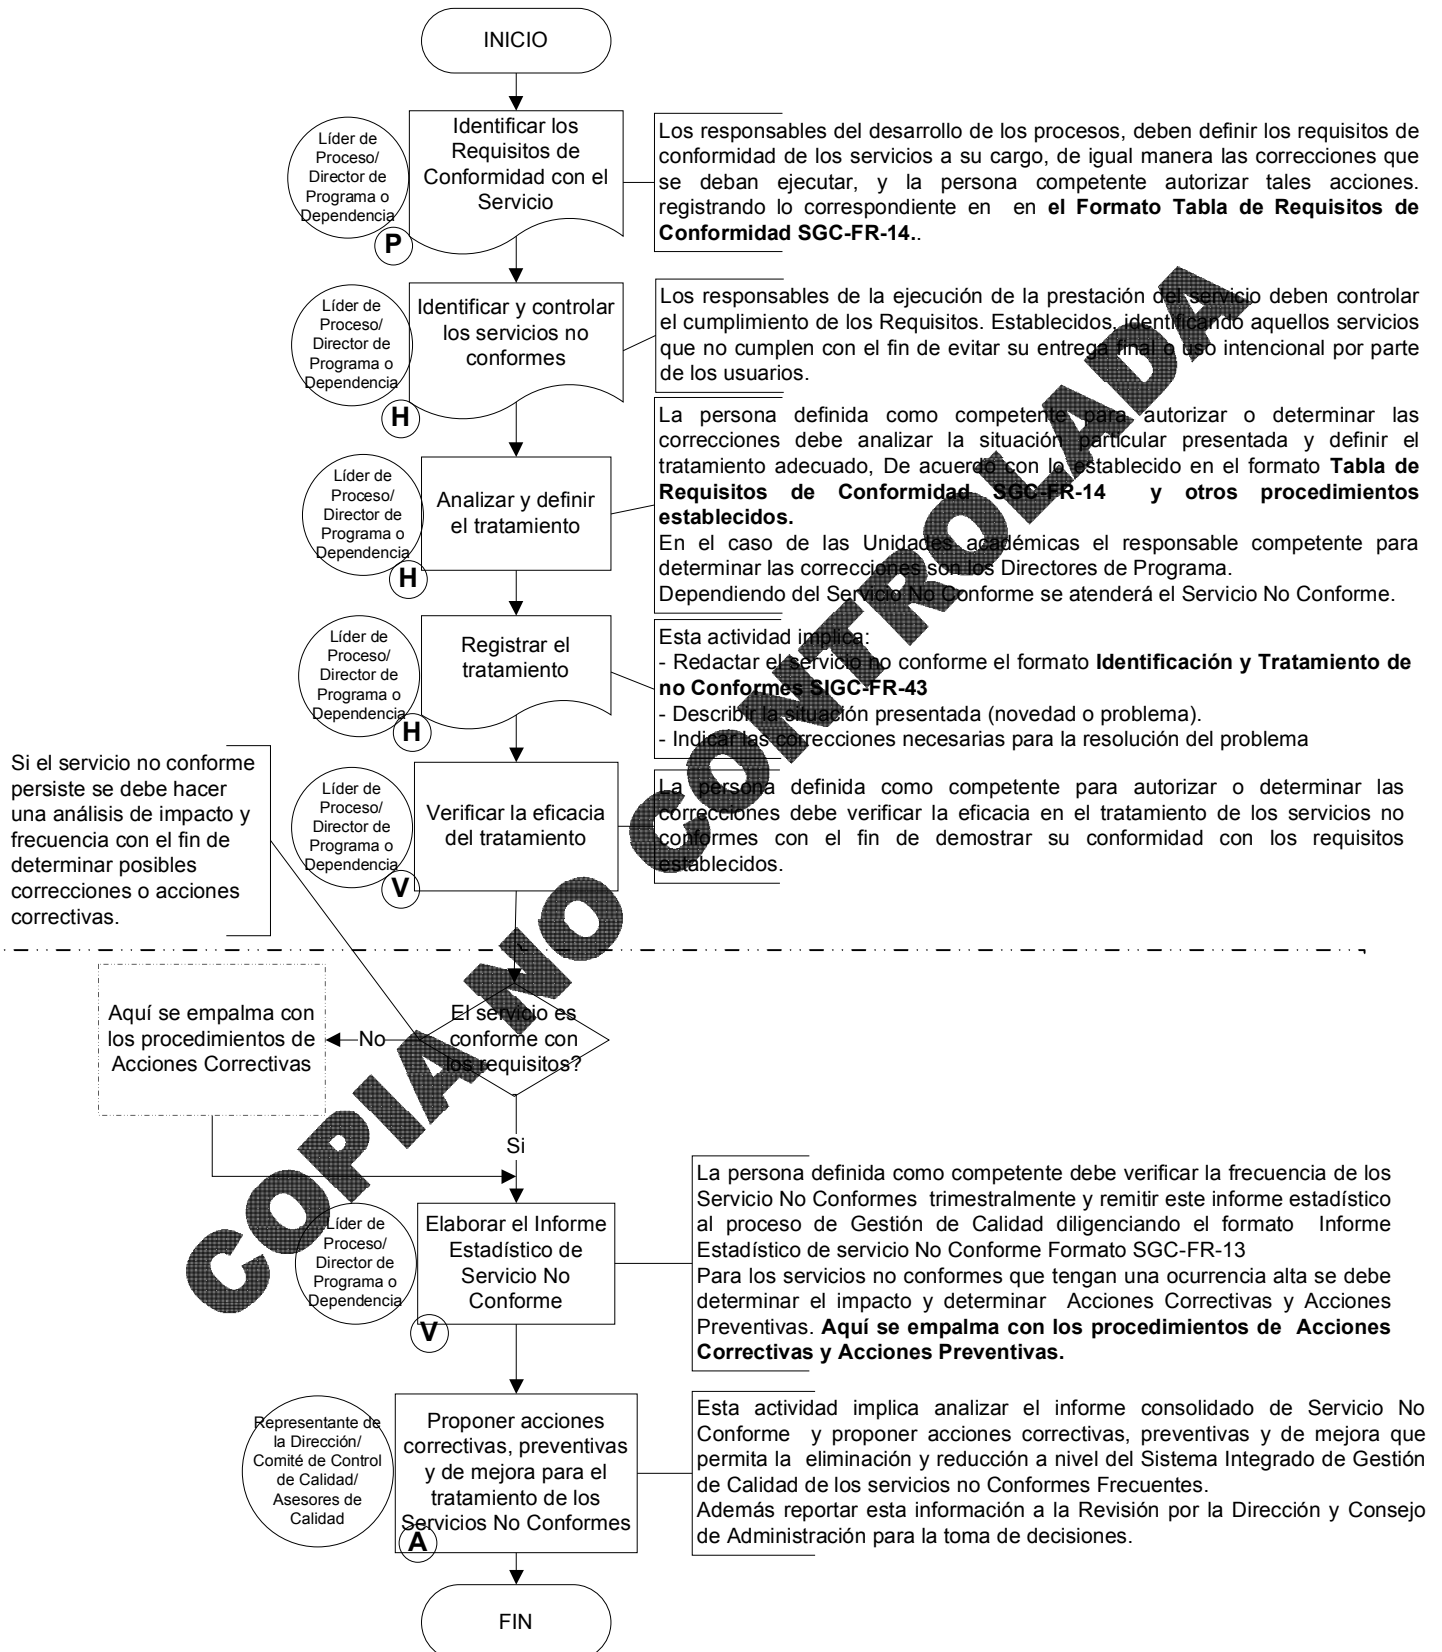 INICIO
Líder de
Proceso/
Director de
Programa o
Dependencia
P
Identificar los
Requisitos de
Conformidad con el
Servicio
Los responsables del desarrollo de los procesos, deben definir los requisitos de
conformidad de los servicios a su cargo, de igual manera las correcciones que
se deban ejecutar, y la persona competente autorizar tales acciones.
registrando lo correspondiente en en el Formato Tabla de Requisitos de
Conformidad SGC-FR-14..
Líder de
Proceso/
Director de
Programa o
Dependencia
H
Identificar y controlar
los servicios no
conformes
Los responsables de la ejecución de la prestación del servicio deben controlar
el cumplimiento de los Requisitos. Establecidos, identificando aquellos servicios
que no cumplen con el fin de evitar su entrega final o uso intencional por parte
de los usuarios.
Líder de
Proceso/
Director de
Programa o
Dependencia
H
Analizar y definir
el tratamiento
La persona definida como competente para autorizar o determinar las
correcciones debe analizar la situación particular presentada y definir el
tratamiento adecuado, De acuerdo con lo establecido en el formato Tabla de
Requisitos de Conformidad SGC-FR-14 y otros procedimientos
establecidos.
En el caso de las Unidades académicas el responsable competente para
determinar las correcciones son los Directores de Programa.
Dependiendo del Servicio No Conforme se atenderá el Servicio No Conforme.
Líder de
Proceso/
Director de
Programa o
Dependencia
H
Registrar el
tratamiento
Esta actividad implica:
- Redactar el servicio no conforme el formato Identificación y Tratamiento de
no Conformes SIGC-FR-43
- Describir la situación presentada (novedad o problema).
- Indicar las correcciones necesarias para la resolución del problema
Si el servicio no conforme
persiste se debe hacer
una análisis de impacto y
frecuencia con el fin de
determinar posibles
correcciones o acciones
correctivas.
Líder de
Proceso/
Director de
Programa o
Dependencia
V
Verificar la eficacia
del tratamiento
La persona definida como competente para autorizar o determinar las
correcciones debe verificar la eficacia en el tratamiento de los servicios no
conformes con el fin de demostrar su conformidad con los requisitos
establecidos.
Aquí se empalma con
los procedimientos de
Acciones Correctivas
No
El servicio es
conforme con
los requisitos?
Si
Líder de
Proceso/
Director de
Programa o
Dependencia
V
Elaborar el Informe
Estadístico de
Servicio No
Conforme
La persona definida como competente debe verificar la frecuencia de los
Servicio No Conformes trimestralmente y remitir este informe estadístico
al proceso de Gestión de Calidad diligenciando el formato Informe
Estadístico de servicio No Conforme Formato SGC-FR-13
Para los servicios no conformes que tengan una ocurrencia alta se debe
determinar el impacto y determinar Acciones Correctivas y Acciones
Preventivas. Aquí se empalma con los procedimientos de Acciones
Correctivas y Acciones Preventivas.
Representante de
la Dirección/
Comité de Control
de Calidad/
Asesores de
Calidad
A
Proponer acciones
correctivas, preventivas
y de mejora para el
tratamiento de los
Servicios No Conformes
Esta actividad implica analizar el informe consolidado de Servicio No
Conforme y proponer acciones correctivas, preventivas y de mejora que
permita la eliminación y reducción a nivel del Sistema Integrado de Gestión
de Calidad de los servicios no Conformes Frecuentes.
Además reportar esta información a la Revisión por la Dirección y Consejo
de Administración para la toma de decisiones.
FIN
COPIA NO CONTROLADA